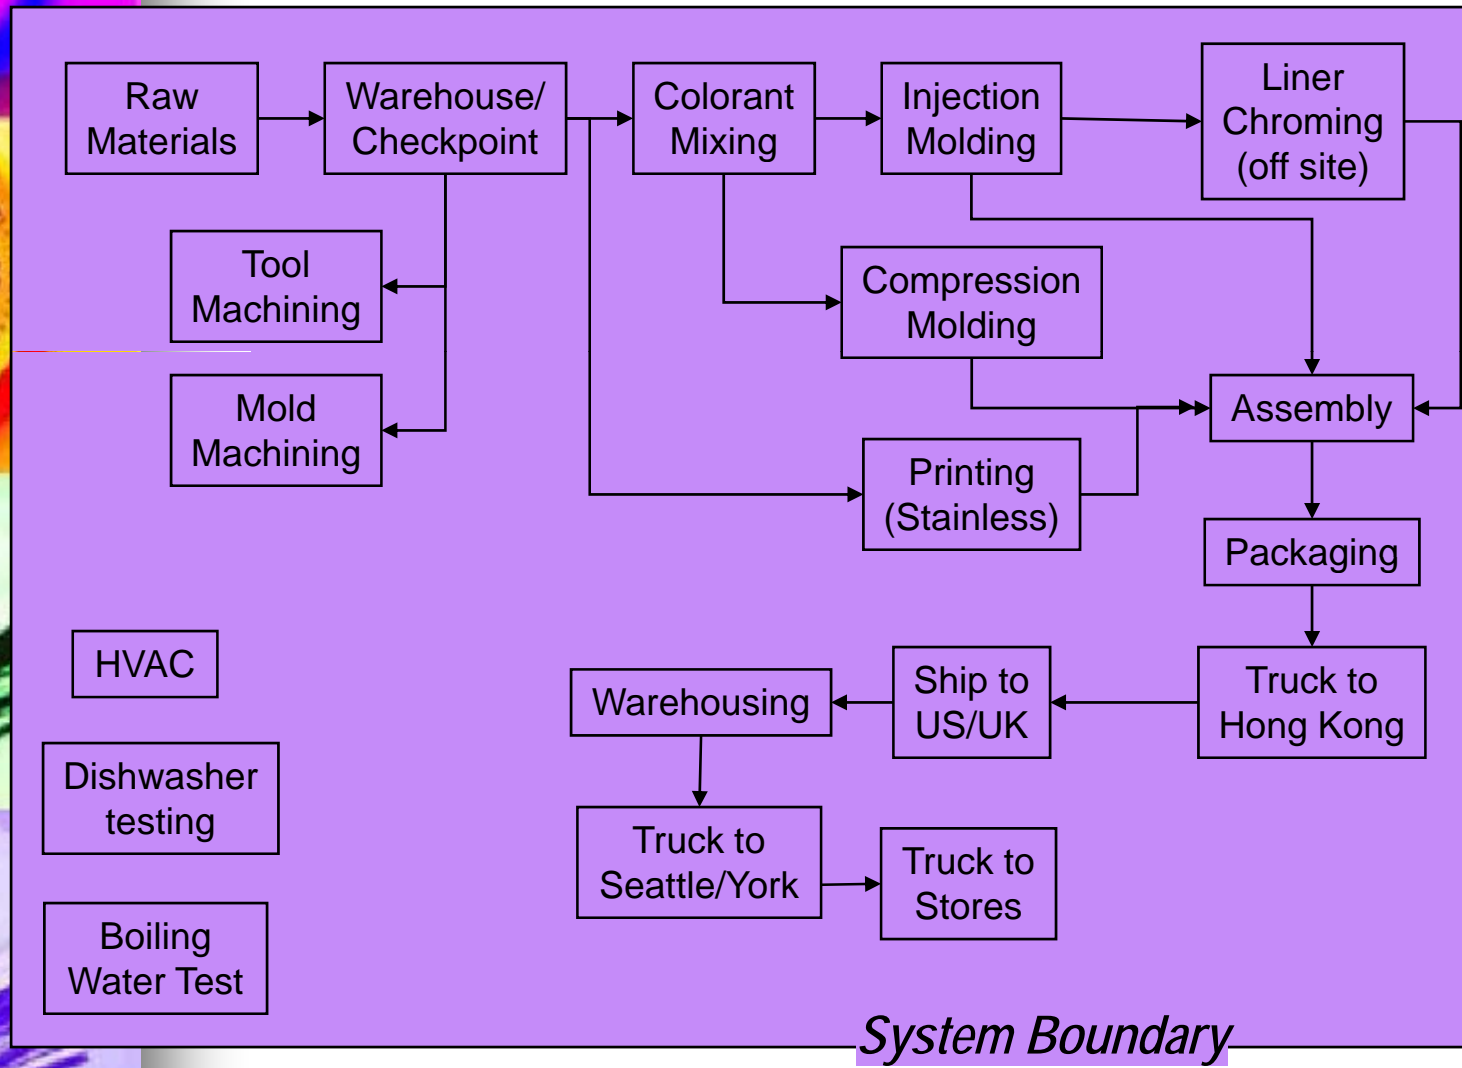 Raw
Materials
Warehouse/
Checkpoint
Colorant
Mixing
Injection
Molding
Liner
Chroming
(off site)
Tool
Machining
Compression
Molding
Mold
Machining
Assembly
Printing
(Stainless)
Packaging
HVAC
Warehousing
Ship to
US/UK
Truck to
Hong Kong
Dishwasher
testing
Truck to
Seattle/York
Truck to
Stores
Boiling
Water Test
System Boundary